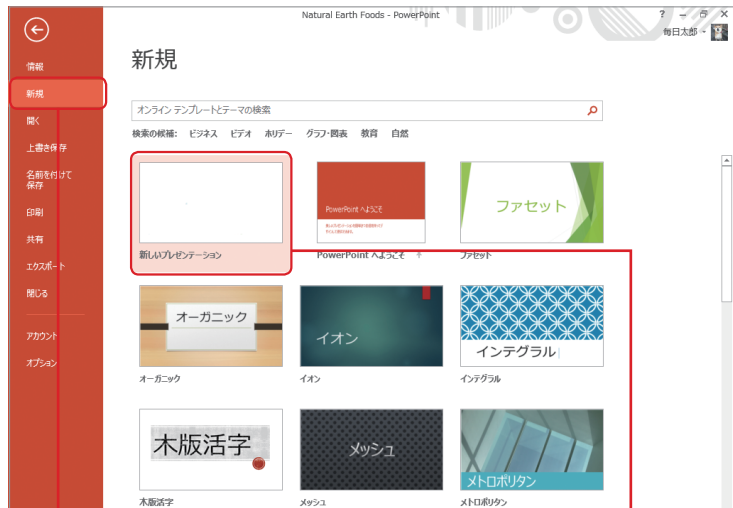 Natural Earth Foods - PowerPoint
?
毎日太郎
情報
新規
開く
上書き保存
名前を付けて
保存
印刷
共有
エクスポート
閉じる
アカウント
オプション
新規
オンライン テンプレートとテーマの検索
検索の候補: ビジネス ビデオ ホリデー グラフ・図表 教育 自然
新しいプレゼンテーション
PowerPoint へようこそ
PowerPoint へようこそ
ファセット
ファセット
オーガニック
オーガニック
イオン
イオン
インテグラル
インテグラル
木版活字
木版活字
メッシュ
メッシュ
メトロポリタン
メトロポリタン